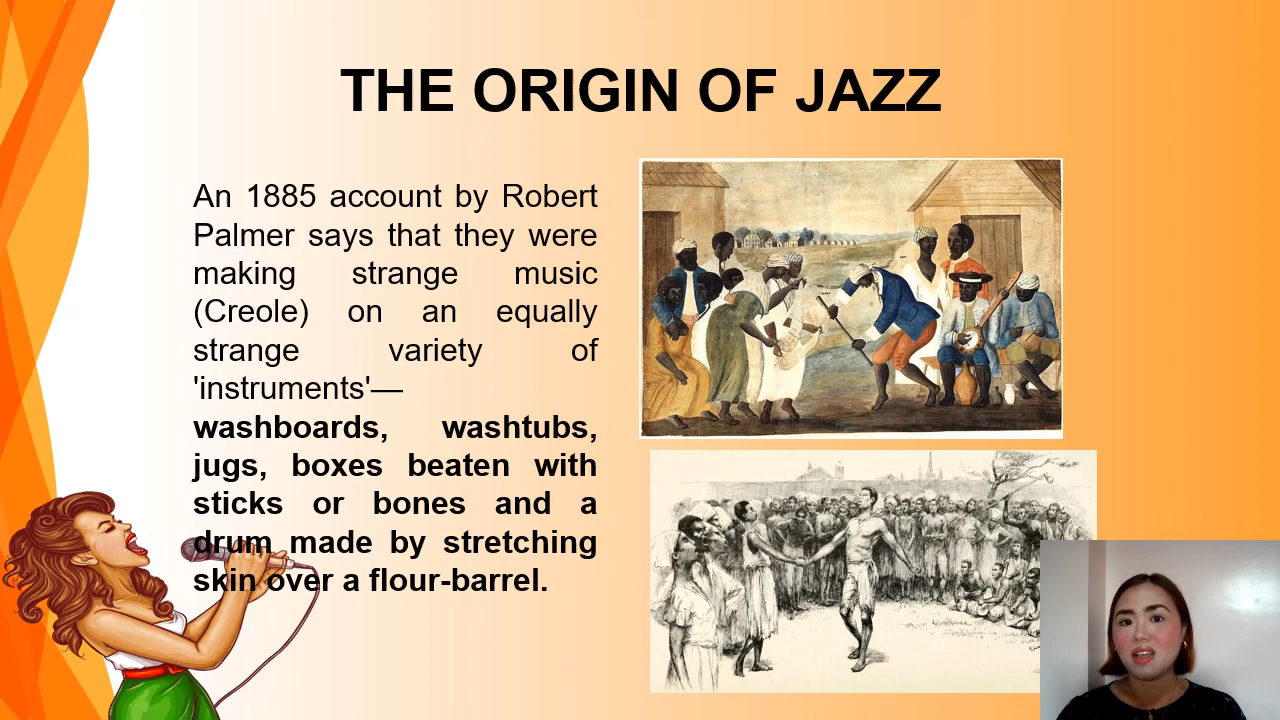 THE ORIGIN OF JAZZ
An 1885 account by Robert
Palmer says that they were
making strange music
(Creole) on an equally
strange variety of
'instruments'—
washboards, washtubs,
jugs, boxes beaten with
sticks or bones and a
drum made by stretching
skin over a flour-barrel.